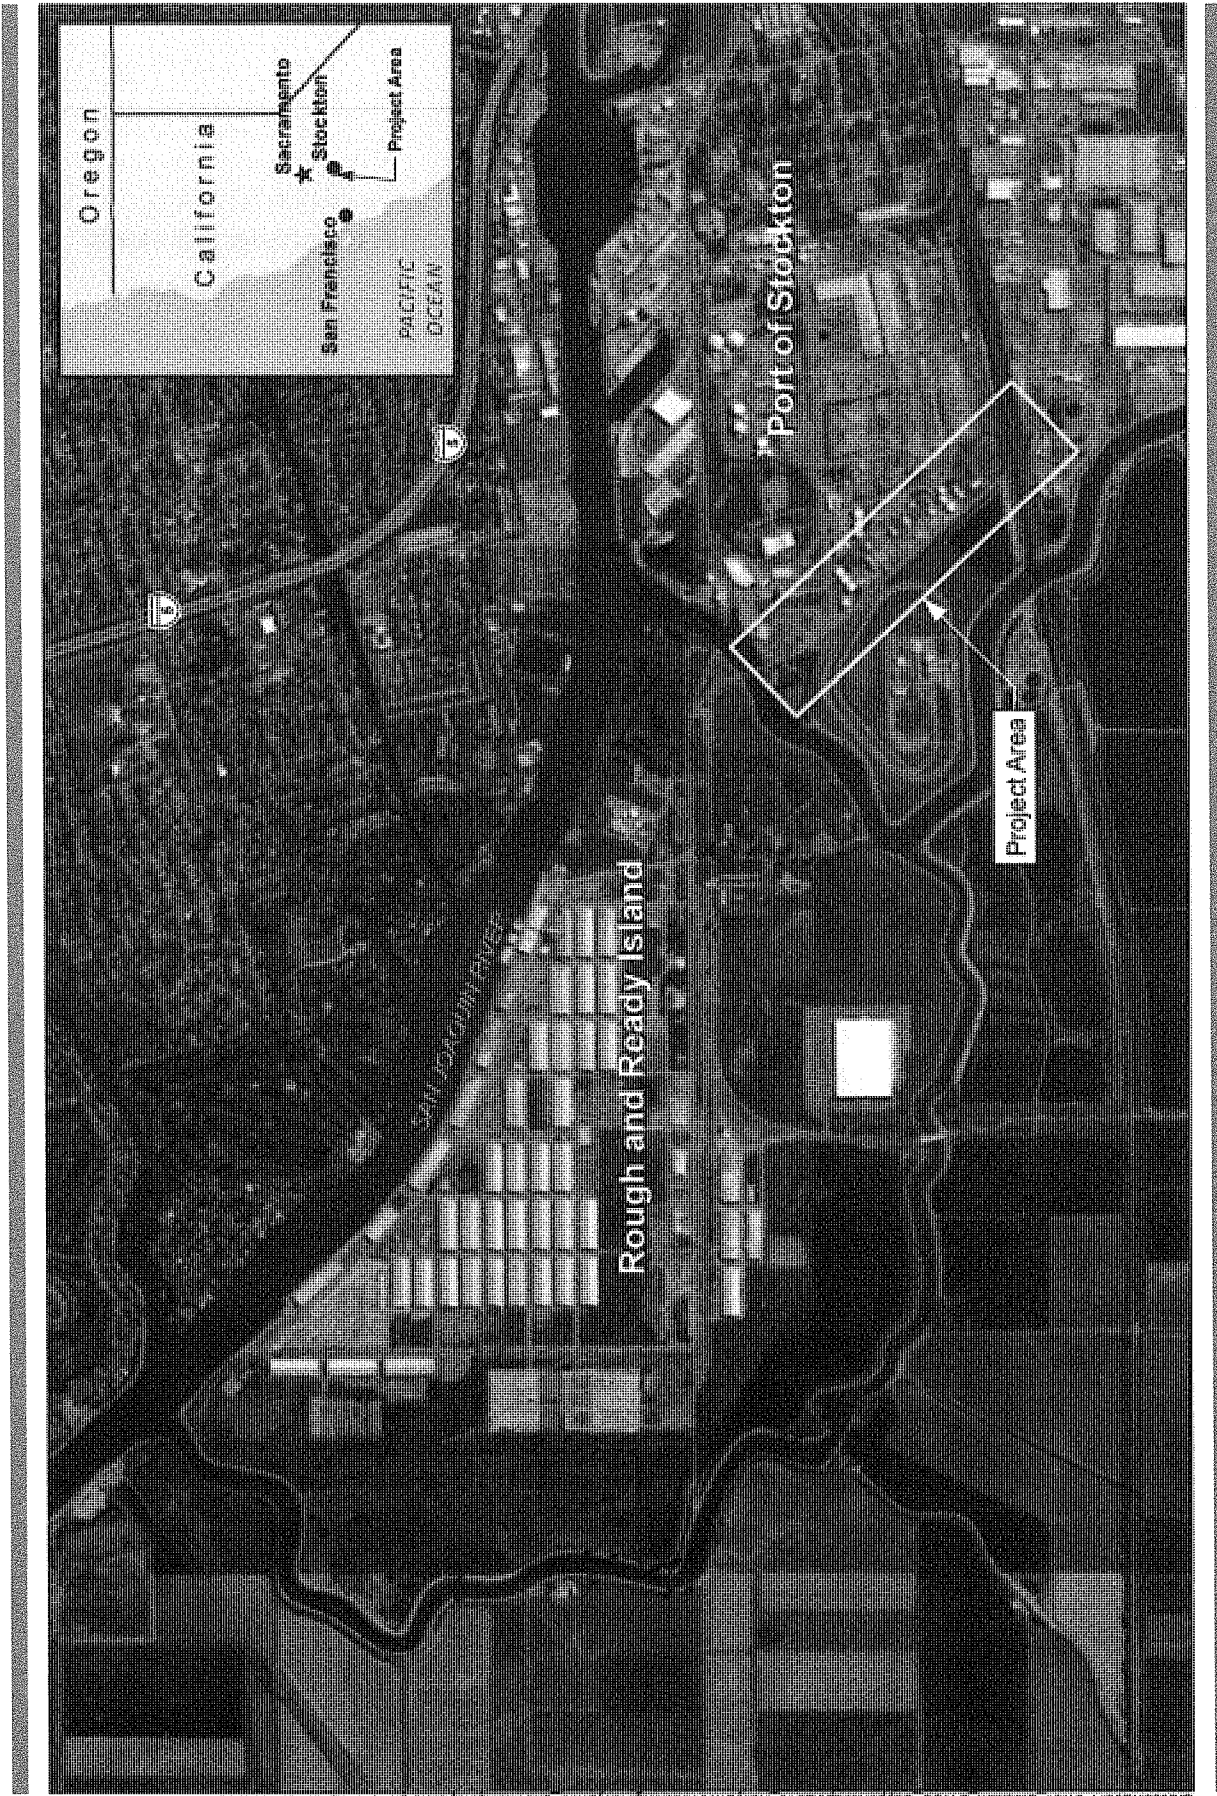 Oregon
California
Sacramento
Stockton
San Francisco
Project Area
PACIFIC
OCEAN
5
5
SAN JOAQUIN RIVER
Port of Stockton
Rough and Ready Island
Project Area